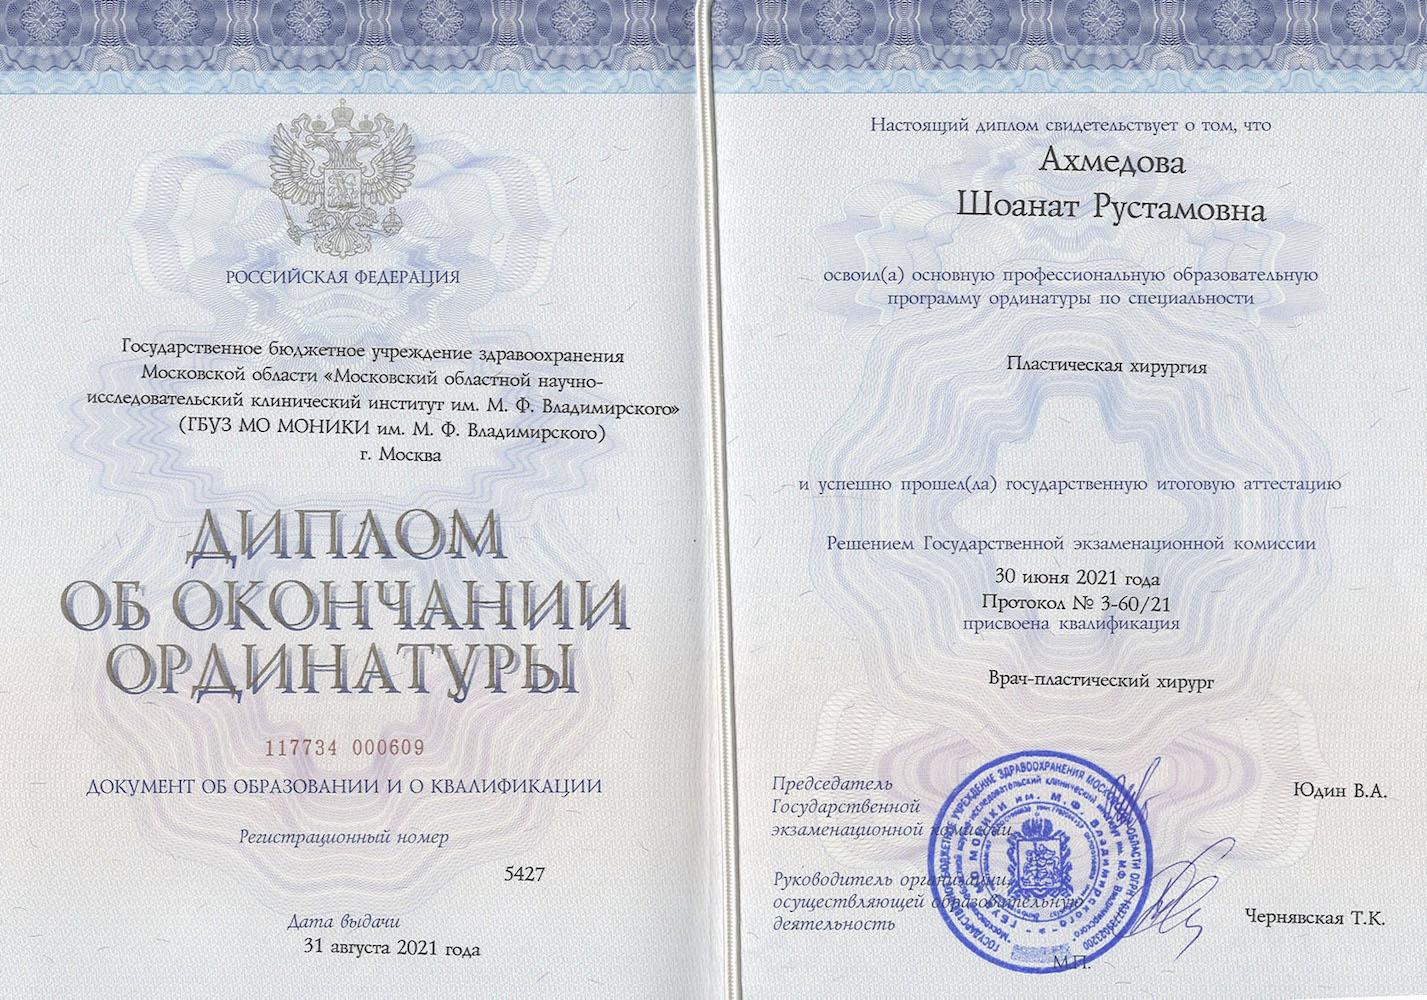 РОССИЙСКАЯ ФЕДЕРАЦИЯ
Государственное бюджетное учреждение здравоохранения
Московской области «Московский областной научно-
исследовательский клинический институт им. М. Ф. Владимирского»
(ГБУЗ МО МОНИКИ им. М. Ф. Владимирского)
г. Москва
ДИПЛОМ
ОБ ОКОНЧАНИИ
ОРДИНАТУРЫ
117734 000609
ДОКУМЕНТ ОБ ОБРАЗОВАНИИ И О КВАЛИФИКАЦИИ
Регистрационный номер
5427
Дата выдачи
31 августа 2021 года
Настоящий диплом свидетельствует о том, что
Ахмедова
Шоанат Рустамовна
освоил(а) основную профессиональную образовательную
программу ординатуры по специальности
Пластическая хирургия
и успешно прошел(ла) государственную итоговую аттестацию
Решением Государственной экзаменационной комиссии
30 июня 2021 года
Протокол № 3-60/21
присвоена квалификация
Врач-пластический хирург
Председатель
Государственной
экзаменационной комиссии
Юдин В.А.
Руководитель организации,
осуществляющей образовательную
деятельность
Чернявская Т.К.
М.П.